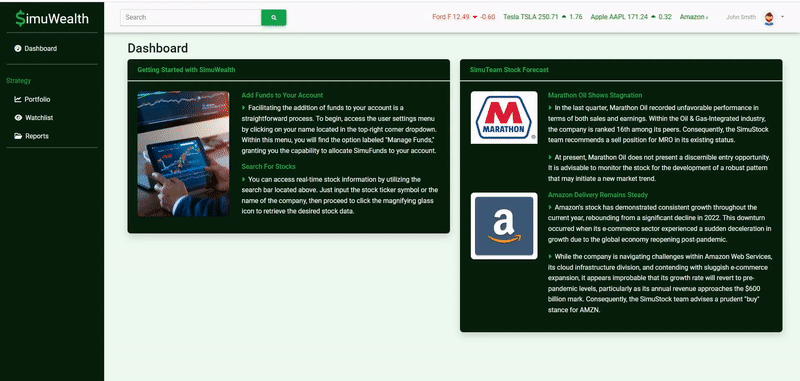 $imuWealth
Dashboard
Strategy
Portfolio
Watchlist
Reports
Search
Ford F 12.49 -0.60 Tesla TSLA 250.71 1.76 Apple AAPL 171.24 0.32 Amazon
John Smith
Dashboard
Getting Started with SimuWealth
Add Funds to Your Account
Facilitating the addition of funds to your account is a
straightforward process. To begin, access the user settings menu
by clicking on your name located in the top-right corner dropdown.
Within this menu, you will find the option labeled "Manage Funds,"
granting you the capability to allocate SimuFunds to your account.
Search For Stocks
You can access real-time stock information by utilizing the
search bar located above. Just input the stock ticker symbol or the
name of the company, then proceed to click the magnifying glass
icon to retrieve the desired stock data.
SimuTeam Stock Forecast
MARATHON
Marathon Oil Shows Stagnation
In the last quarter, Marathon Oil recorded unfavorable performance in
terms of both sales and earnings. Within the Oil & Gas-Integrated industry,
the company is ranked 16th among its peers. Consequently, the SimuStock
team recommends a sell position for MRO in its existing status.
At present, Marathon Oil does not present a discernible entry opportunity.
It is advisable to monitor the stock for the development of a robust pattern
that may initiate a new market trend.
Amazon Delivery Remains Steady
Amazon's stock has demonstrated consistent growth throughout the
current year, rebounding from a significant decline in 2022. This downturn
occurred when its e-commerce sector experienced a sudden deceleration in
growth due to the global economy reopening post-pandemic.
While the company is navigating challenges within Amazon Web Services,
its cloud infrastructure division, and contending with sluggish e-commerce
expansion, it appears improbable that its growth rate will revert to pre-
pandemic levels, particularly as its annual revenue approaches the $600
billion mark. Consequently, the SimuStock team advises a prudent "buy"
stance for AMZN.